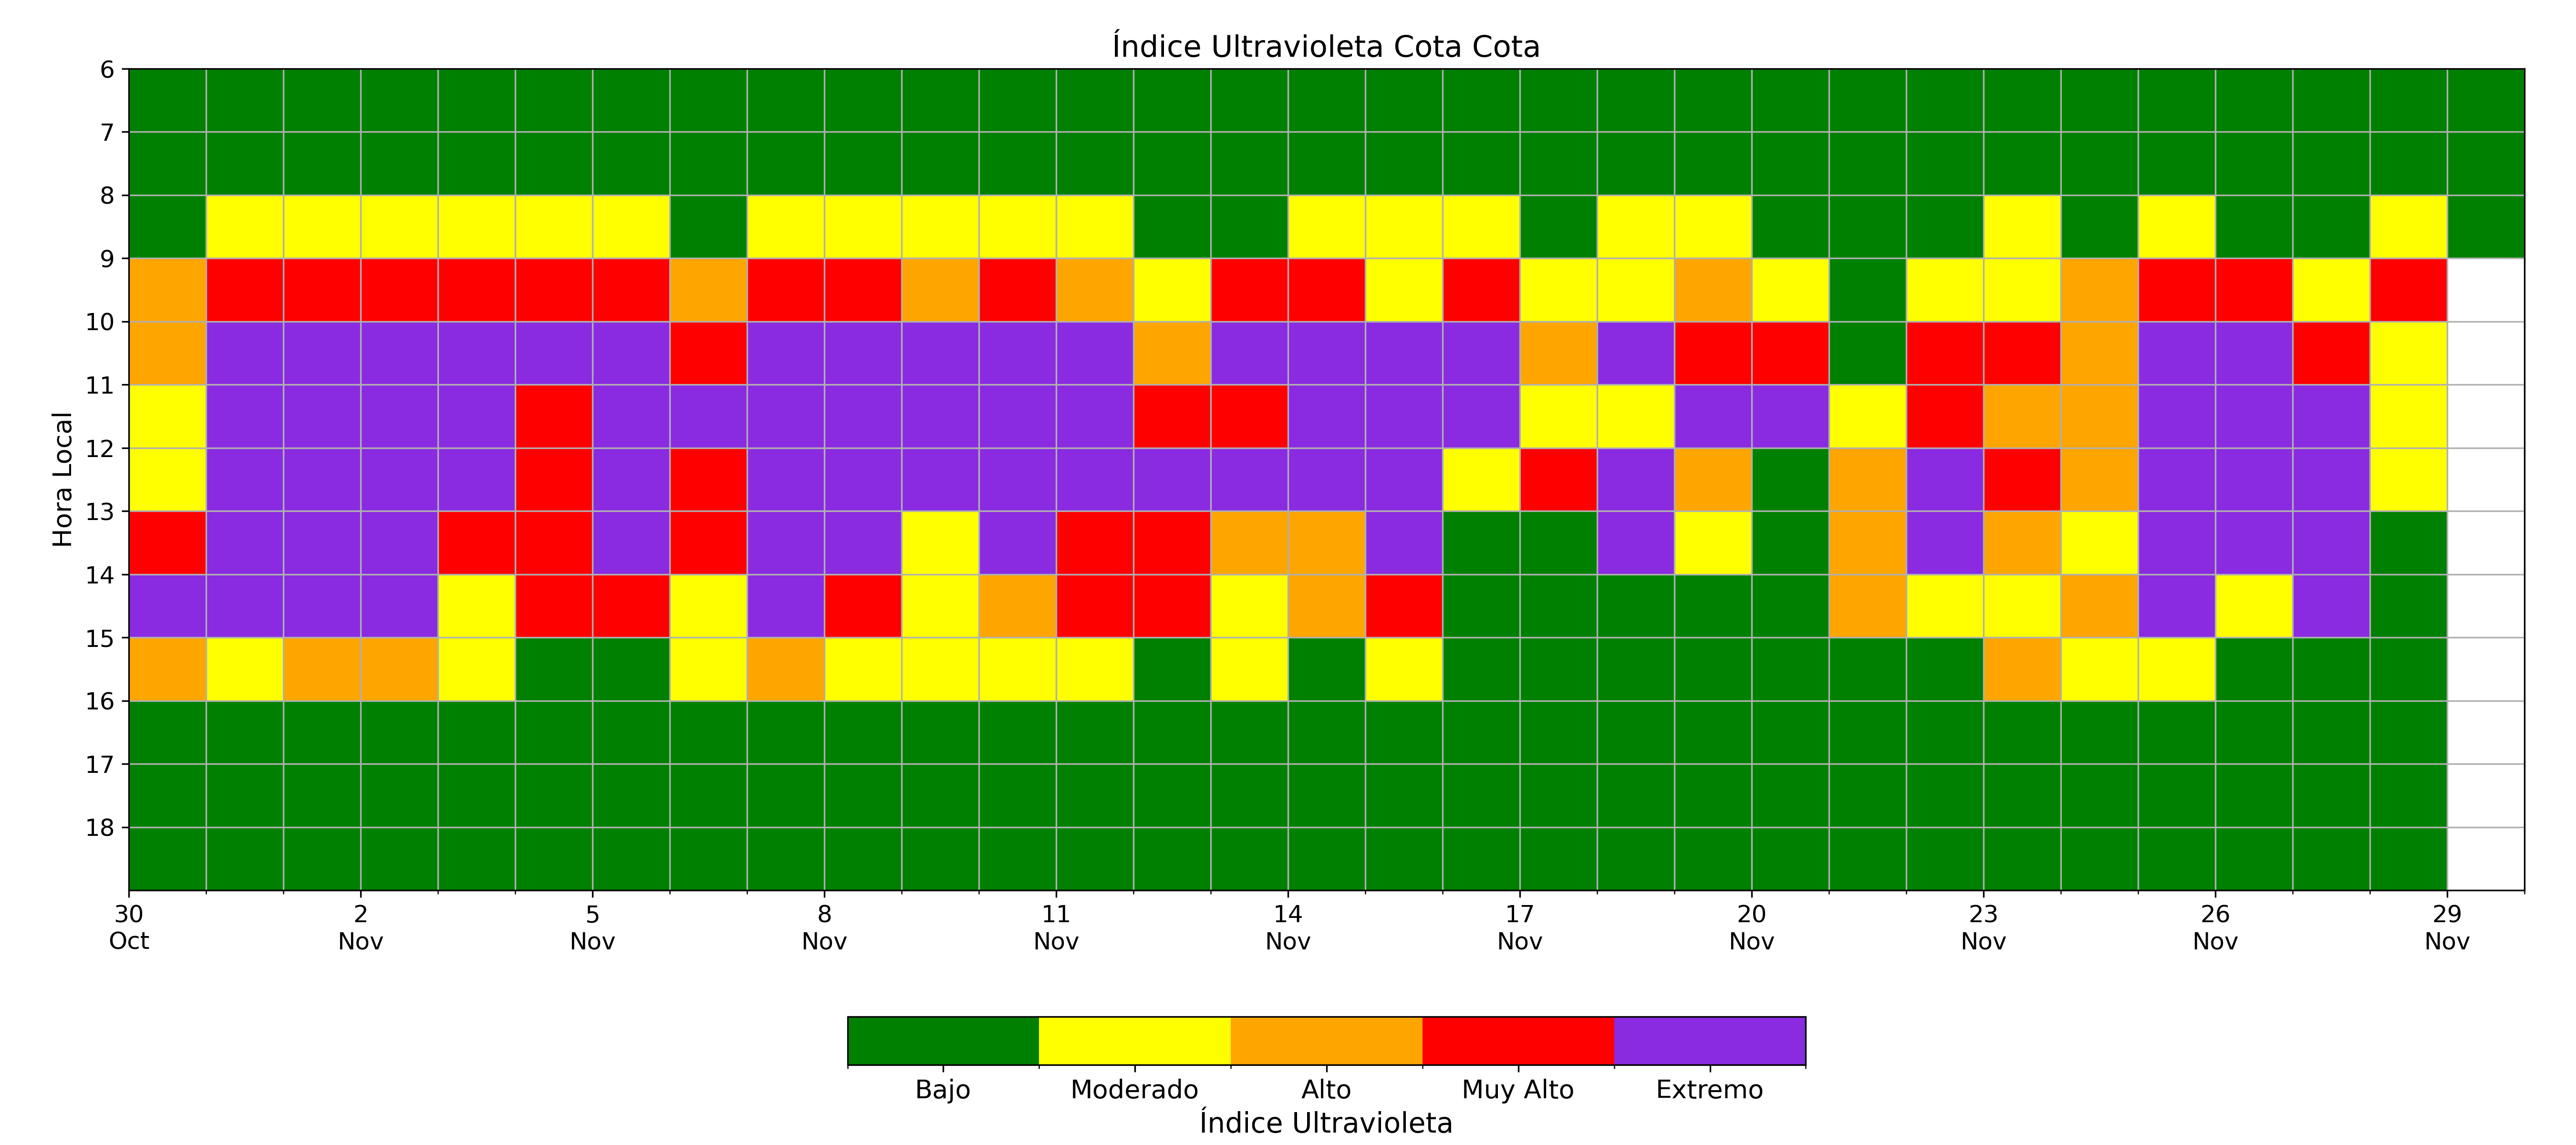 Índice Ultravioleta Cota Cota
6
7
8
9
10
11
12
13
14
15
16
17
18
Hora Local
30 2 5 8 11 14 17 20 23 26 29
Oct Nov Nov Nov Nov Nov Nov Nov Nov Nov Nov
Bajo Moderado Alto Muy Alto Extremo
Índice Ultravioleta